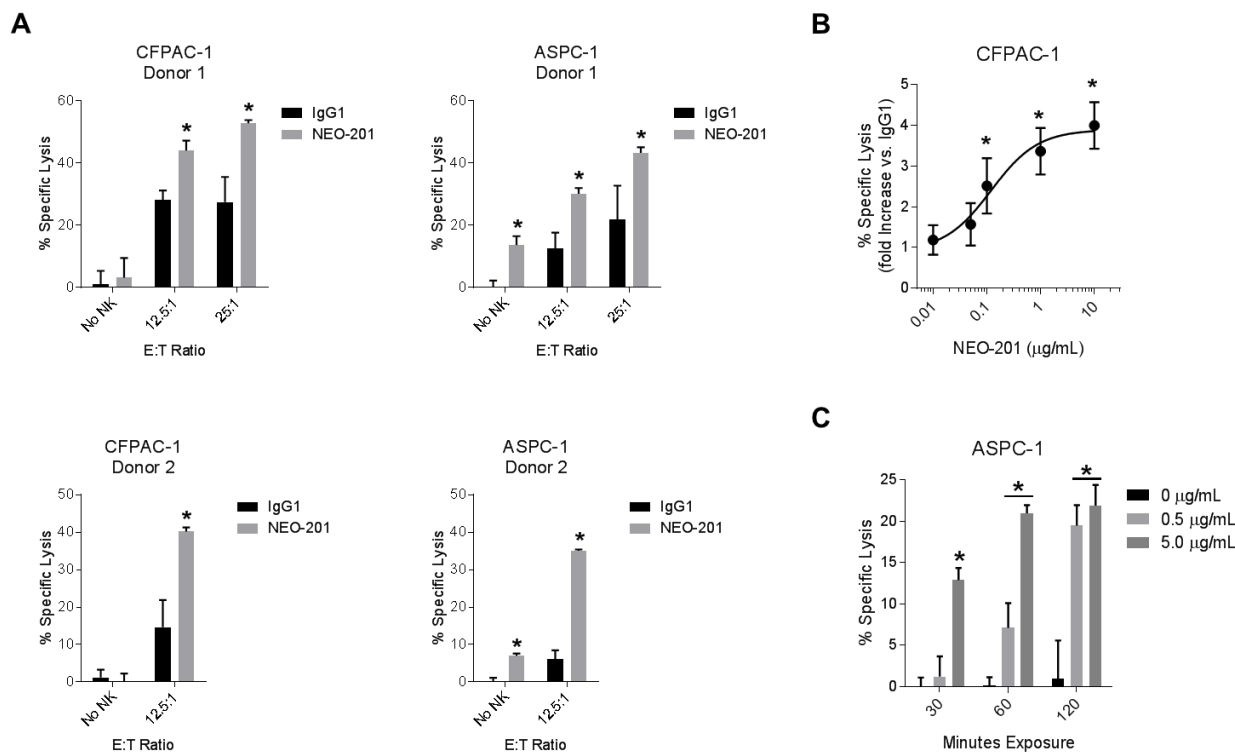 A
CFPAC-1
Donor 1
% Specific Lysis
60
40
20
0
*
*
No NK
12.5:1
25:1
E:T Ratio
IgG1
NEO-201
ASPC-1
Donor 1
% Specific Lysis
60
40
20
0
*
*
*
No NK
12.5:1
25:1
E:T Ratio
IgG1
NEO-201
B
CFPAC-1
% Specific Lysis
(fold Increase vs. IgG1)
5
4
3
2
1
0
*
*
*
0.01
0.1
1
10
NEO-201 (μg/mL)
CFPAC-1
Donor 2
% Specific Lysis
50
40
30
20
10
0
*
No NK
12.5:1
E:T Ratio
IgG1
NEO-201
ASPC-1
Donor 2
% Specific Lysis
50
40
30
20
10
0
*
*
No NK
12.5:1
E:T Ratio
IgG1
NEO-201
C
ASPC-1
% Specific Lysis
25
20
15
10
5
0
*
*
*
30
60
120
Minutes Exposure
0 μg/mL
0.5 μg/mL
5.0 μg/mL